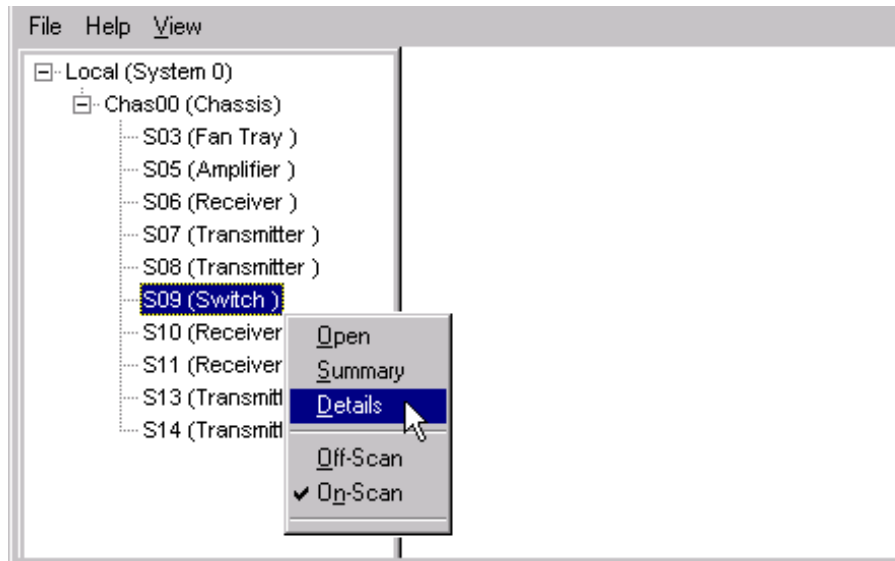 File Help View
Local (System 0)
Chas00 (Chassis)
S03 (Fan Tray )
S05 (Amplifier )
S06 (Receiver )
S07 (Transmitter )
S08 (Transmitter )
S09 (Switch )
S10 (Receiver
S11 (Receiver
S13 (Transmitt
S14 (Transmitt
Open
Summary
Details
Off-Scan
On-Scan